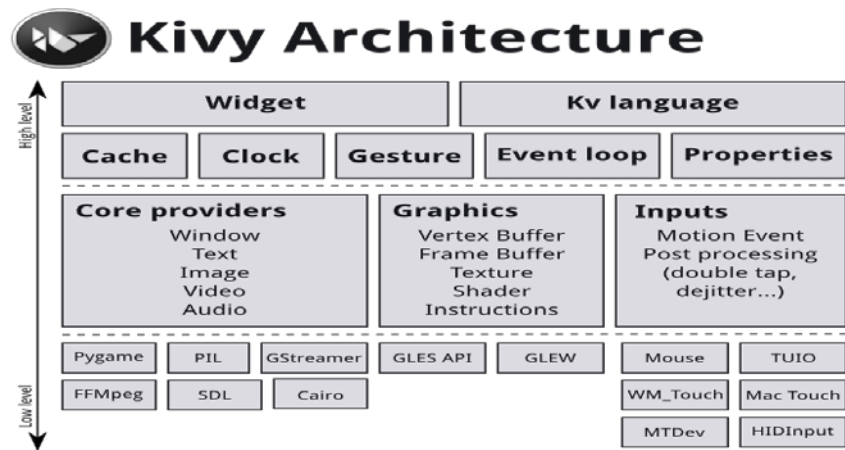 Kivy Architecture
High level
Widget
Kv language
Cache
Clock
Gesture
Event loop
Properties
Core providers
Window
Text
Image
Video
Audio
Graphics
Vertex Buffer
Frame Buffer
Texture
Shader
Instructions
Inputs
Motion Event
Post processing
(double tap,
dejitter...)
Low level
Pygame
PIL
GStreamer
GLES API
GLEW
Mouse
TUIO
FFMpeg
SDL
Cairo
WM_Touch
Mac Touch
MTDev
HIDInput